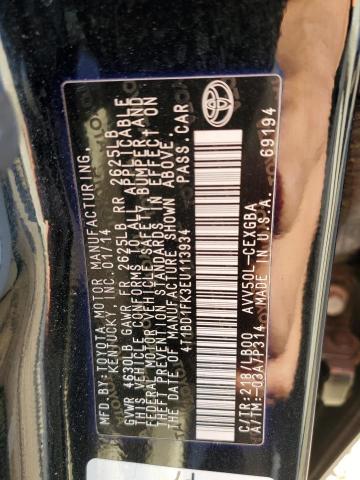 MFD. BY: TOYOTA MOTOR MANUFACTURING,
KENTUCKY, INC. 01/14
GVWR 4630LB GAWR FR 2625LB RR 2625LB
THIS VEHICLE CONFORMS TO ALL APPLICABLE
FEDERAL MOTOR VEHICLE SAFETY, BUMPER, AND
THEFT PREVENTION STANDARDS IN EFFECT ON
THE DATE OF MANUFACTURE SHOWN ABOVE.
4T1BD1FK3EU113934 PASS. CAR
C/TR: 218/LB00 AVV50L-CEXGBA
A/TM: -03A/P314 MADE IN U.S.A.
69194
TOYOTA